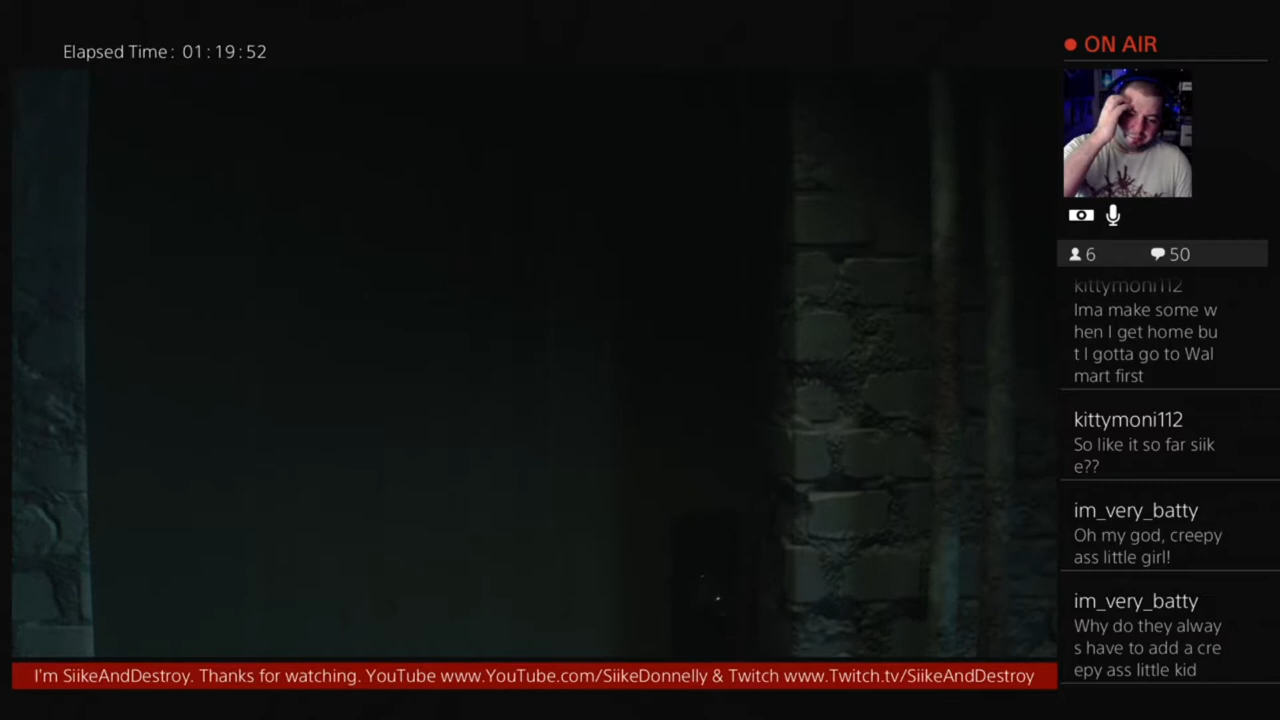 Elapsed Time: 01:19:52
ON AIR
6 50
kittymoni112
Ima make some w
hen I get home bu
t I gotta go to Wal
mart first
kittymoni112
So like it so far siik
e??
im_very_batty
Oh my god, creepy
ass little girl!
im_very_batty
Why do they alway
s have to add a cre
epy ass little kid
I'm SiikeAndDestroy. Thanks for watching. YouTube www.YouTube.com/SiikeDonnelly & Twitch www.Twitch.tv/SiikeAndDestroy